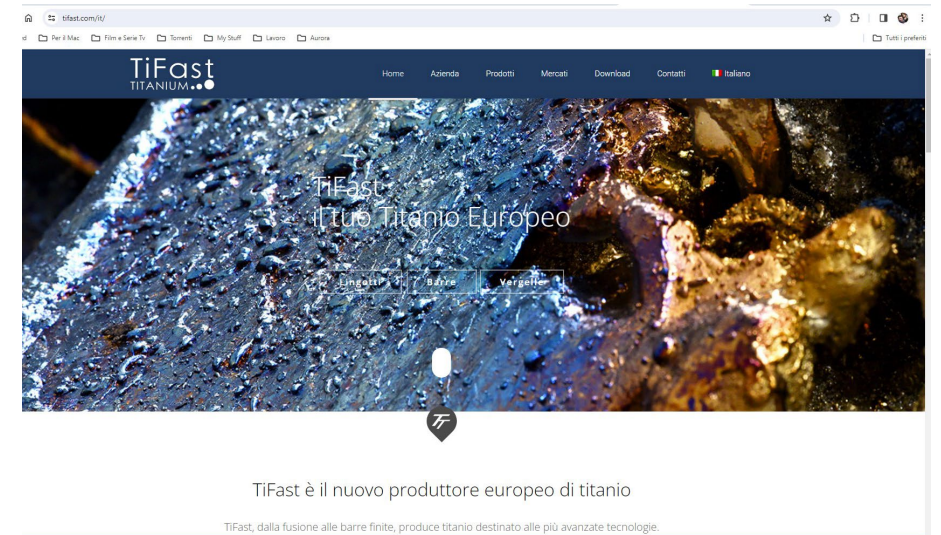 tifast.com/it/
Per il Mac Film e Serie Tv Torrenti My Stuff Lavoro Aurora Tutti i preferiti
TiFast
TITANIUM
Home Azienda Prodotti Mercati Download Contatti Italiano
TiFast
il tuo Titanio Europeo
Lingotti Barre Vergelle
TF
TiFast è il nuovo produttore europeo di titanio
TiFast, dalla fusione alle barre finite, produce titanio destinato alle più avanzate tecnologie.